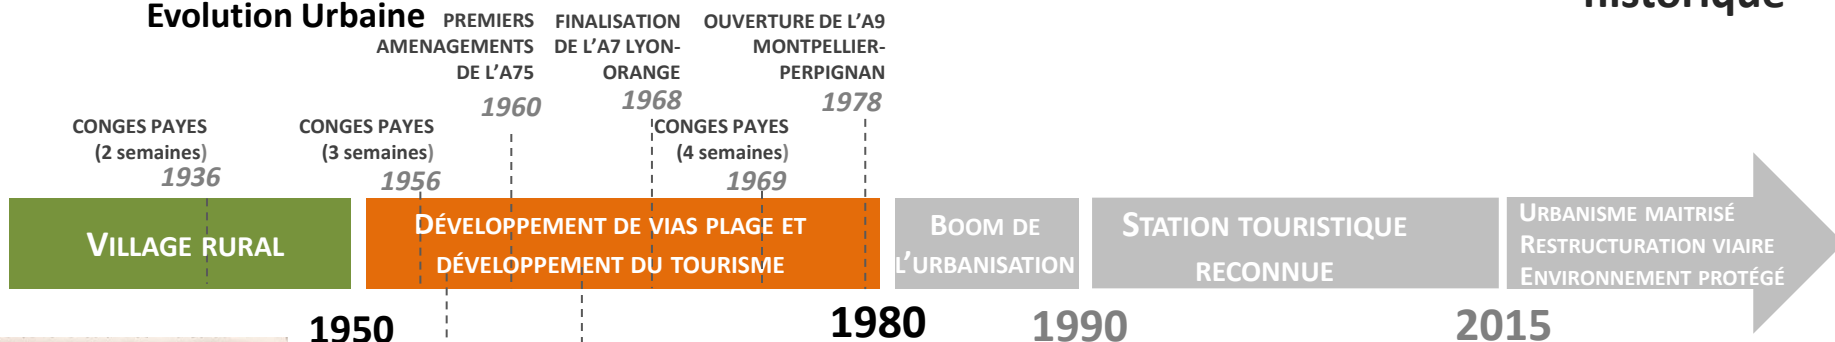 Evolution Urbaine
historique
PREMIERS
AMENAGEMENTS
DE L’A75
1960
FINALISATION
DE L’A7 LYON-
ORANGE
1968
OUVERTURE DE L’A9
MONTPELLIER-
PERPIGNAN
1978
CONGES PAYES
(2 semaines)
1936
CONGES PAYES
(3 semaines)
1956
CONGES PAYES
(4 semaines)
1969
VILLAGE RURAL
DÉVELOPPEMENT DE VIAS PLAGE ET
DÉVELOPPEMENT DU TOURISME
BOOM DE
L’URBANISATION
STATION TOURISTIQUE
RECONNUE
URBANISME MAITRISÉ
RESTRUCTURATION VIAIRE
ENVIRONNEMENT PROTÉGÉ
1950
1980
1990
2015